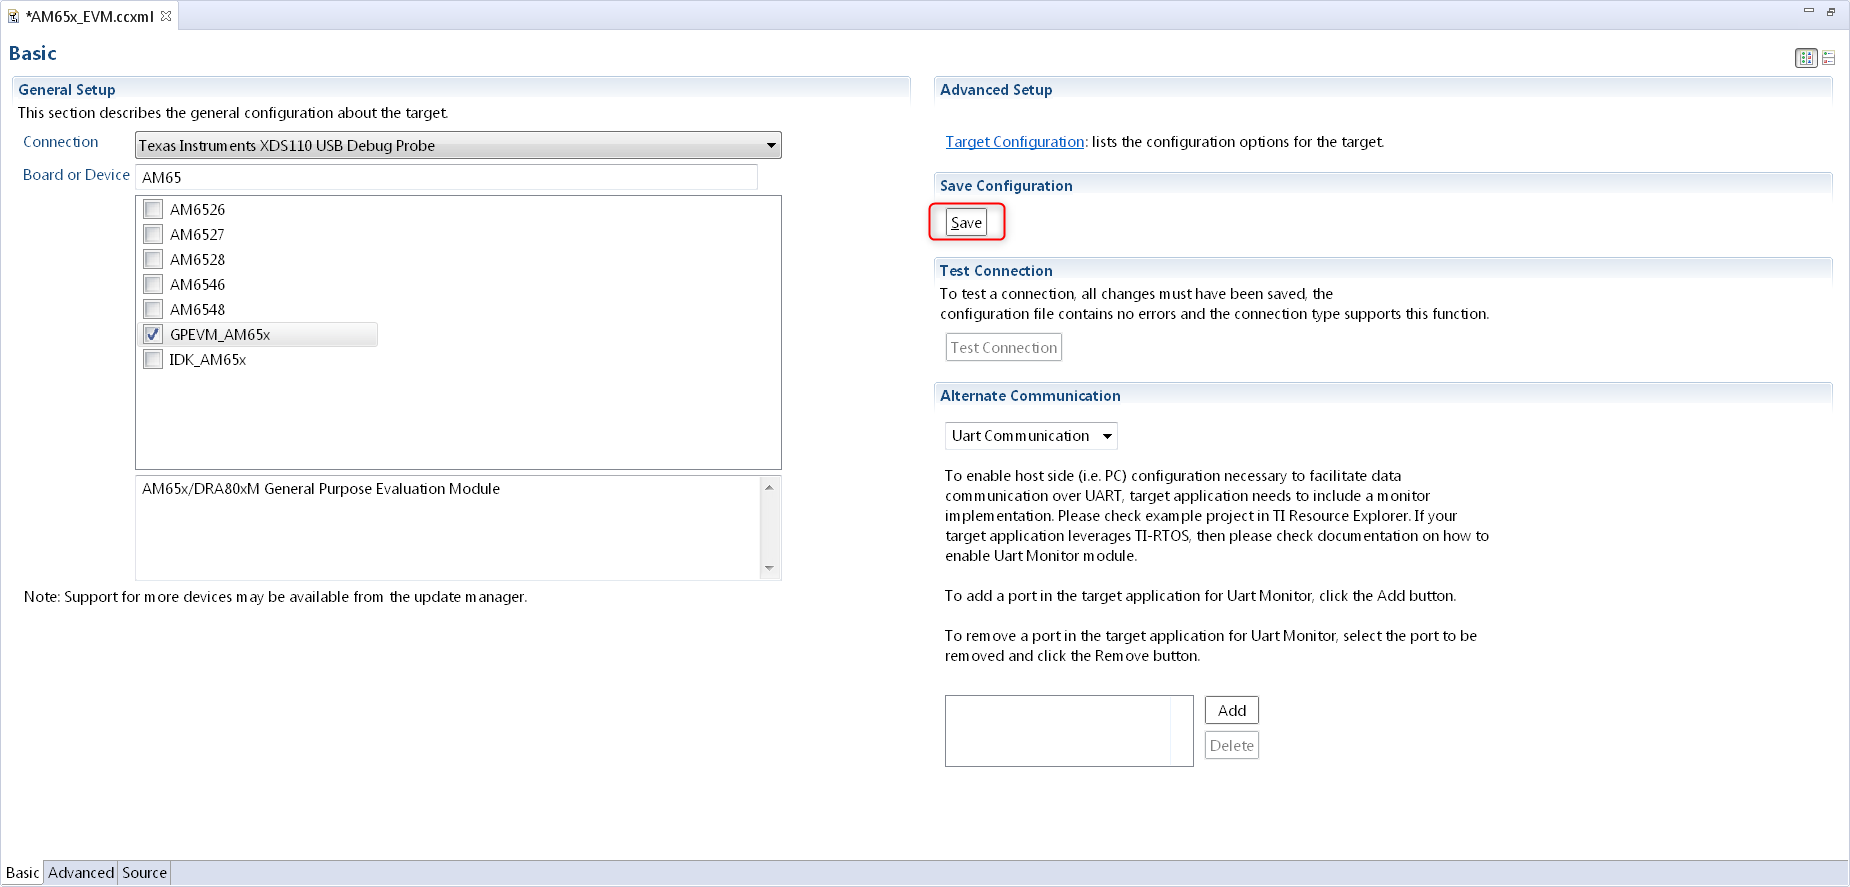 *AM65x_EVM.ccxml
Basic
General Setup
This section describes the general configuration about the target.
Connection
Texas Instruments XDS110 USB Debug Probe
Board or Device
AM65
AM6526
AM6527
AM6528
AM6546
AM6548
GPEVM_AM65x
IDK_AM65x
AM65x/DRA80xM General Purpose Evaluation Module
Note: Support for more devices may be available from the update manager.
Advanced Setup
Target Configuration: lists the configuration options for the target.
Save Configuration
Save
Test Connection
To test a connection, all changes must have been saved, the
configuration file contains no errors and the connection type supports this function.
Test Connection
Alternate Communication
Uart Communication
To enable host side (i.e. PC) configuration necessary to facilitate data
communication over UART, target application needs to include a monitor
implementation. Please check example project in TI Resource Explorer. If your
target application leverages TI-RTOS, then please check documentation on how to
enable Uart Monitor module.
To add a port in the target application for Uart Monitor, click the Add button.
To remove a port in the target application for Uart Monitor, select the port to be
removed and click the Remove button.
Add
Delete
Basic
Advanced
Source